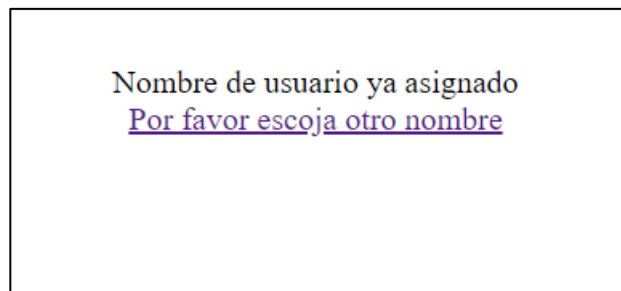 Nombre de usuario ya asignado
Por favor escoja otro nombre